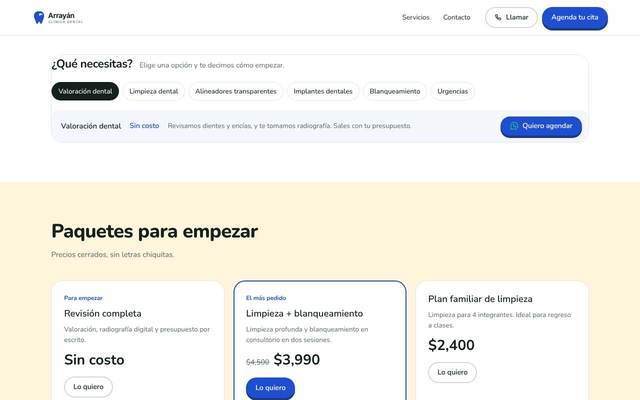 Arrayán
CLÍNICA DENTAL
Servicios
Contacto
Llamar
Agenda tu cita
¿Qué necesitas? Elige una opción y te decimos cómo empezar.
Valoración dental
Limpieza dental
Alineadores transparentes
Implantes dentales
Blanqueamiento
Urgencias
Valoración dental Sin costo Revisamos dientes y encías, y te tomamos radiografía. Sales con tu presupuesto.
Quiero agendar
Paquetes para empezar
Precios cerrados, sin letras chiquitas.
Para empezar
Revisión completa
Valoración, radiografía digital y presupuesto por
escrito.
Sin costo
Lo quiero
El más pedido
Limpieza + blanqueamiento
Limpieza profunda y blanqueamiento en
consultorio en dos sesiones.
$4,500 $3,990
Lo quiero
Plan familiar de limpieza
Limpieza para 4 integrantes. Ideal para regreso
a clases.
$2,400
Lo quiero